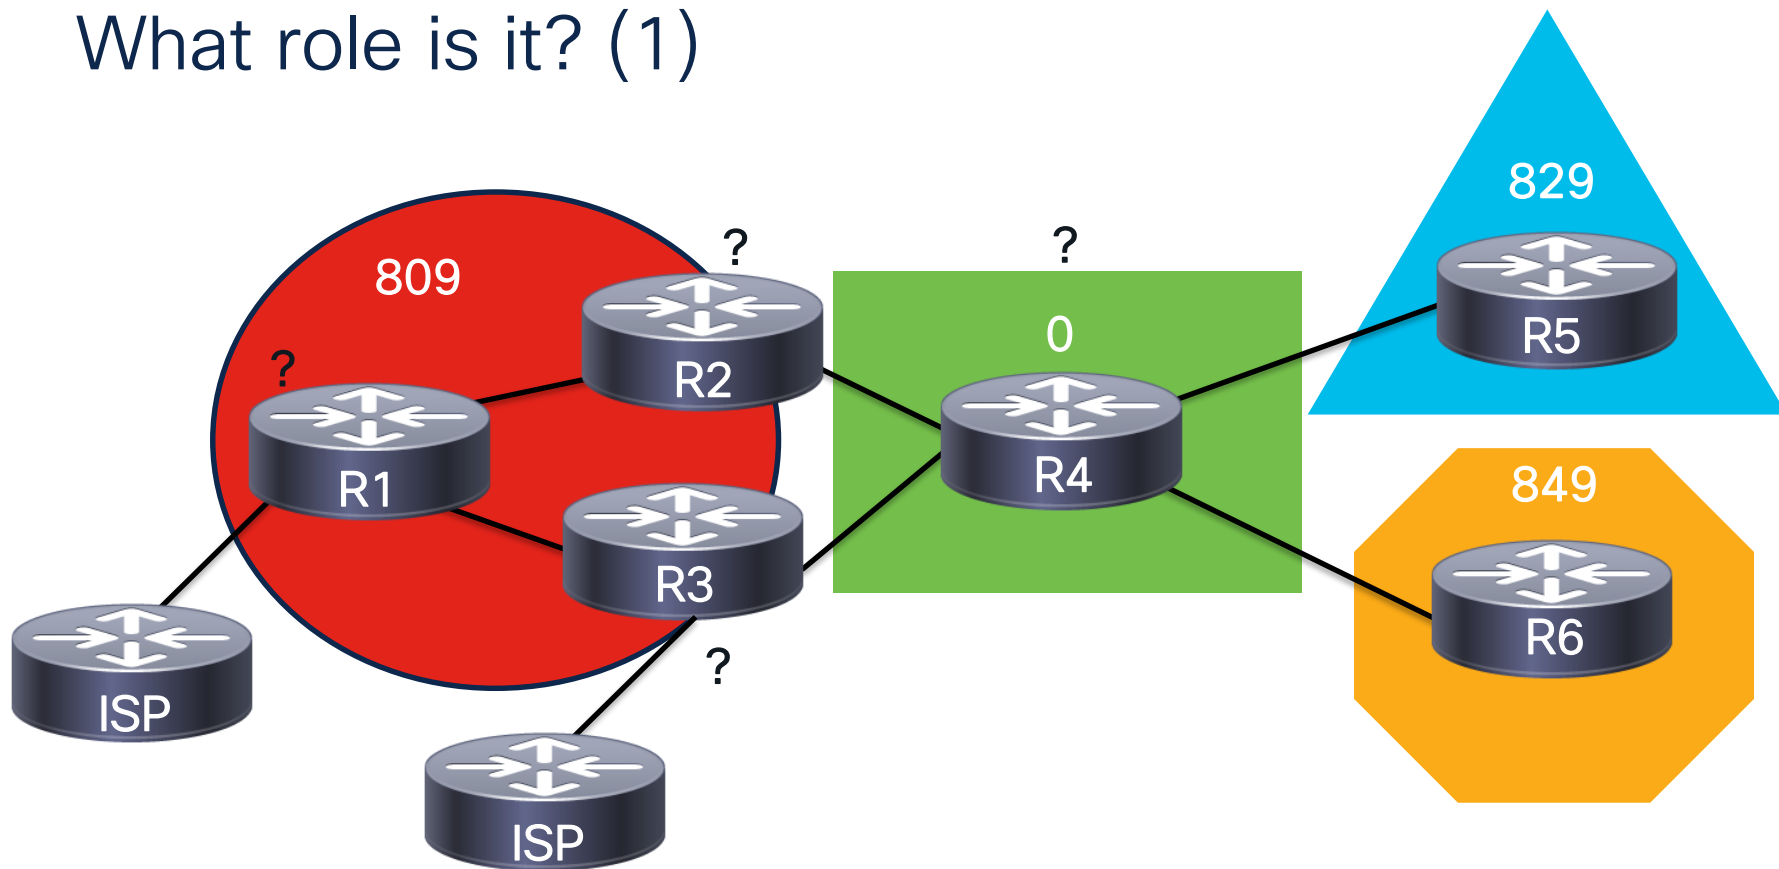 What role is it? (1)
829
?
?
809
0
R5
?
R2
R4
849
R1
R3
R6
?
ISP
ISP